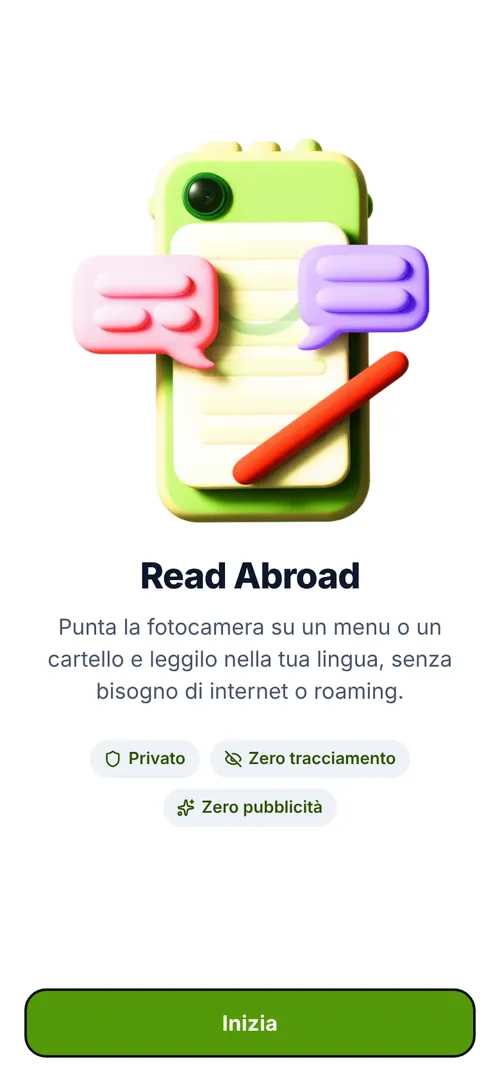 Read Abroad
Punta la fotocamera su un menu o un
cartello e leggilo nella tua lingua, senza
bisogno di internet o roaming.
Privato
Zero tracciamento
Zero pubblicità
Inizia